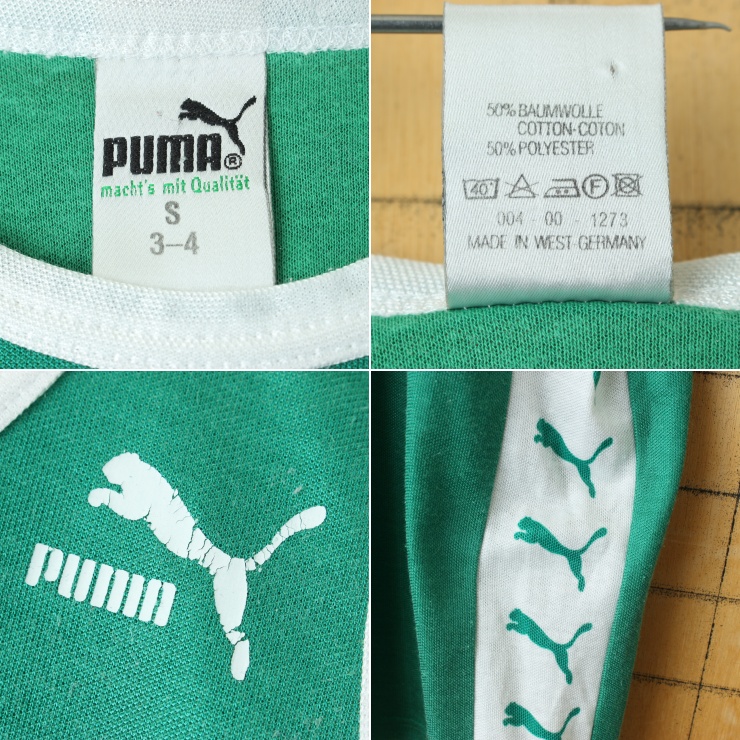 PUMA®
macht's mit Qualität
S
3–4
50% BAUMWOLLE
COTTON-COTON
50% POLYESTER
40°
A
F
004 - 00 - 1273
MADE IN WEST-GERMANY
PUMA